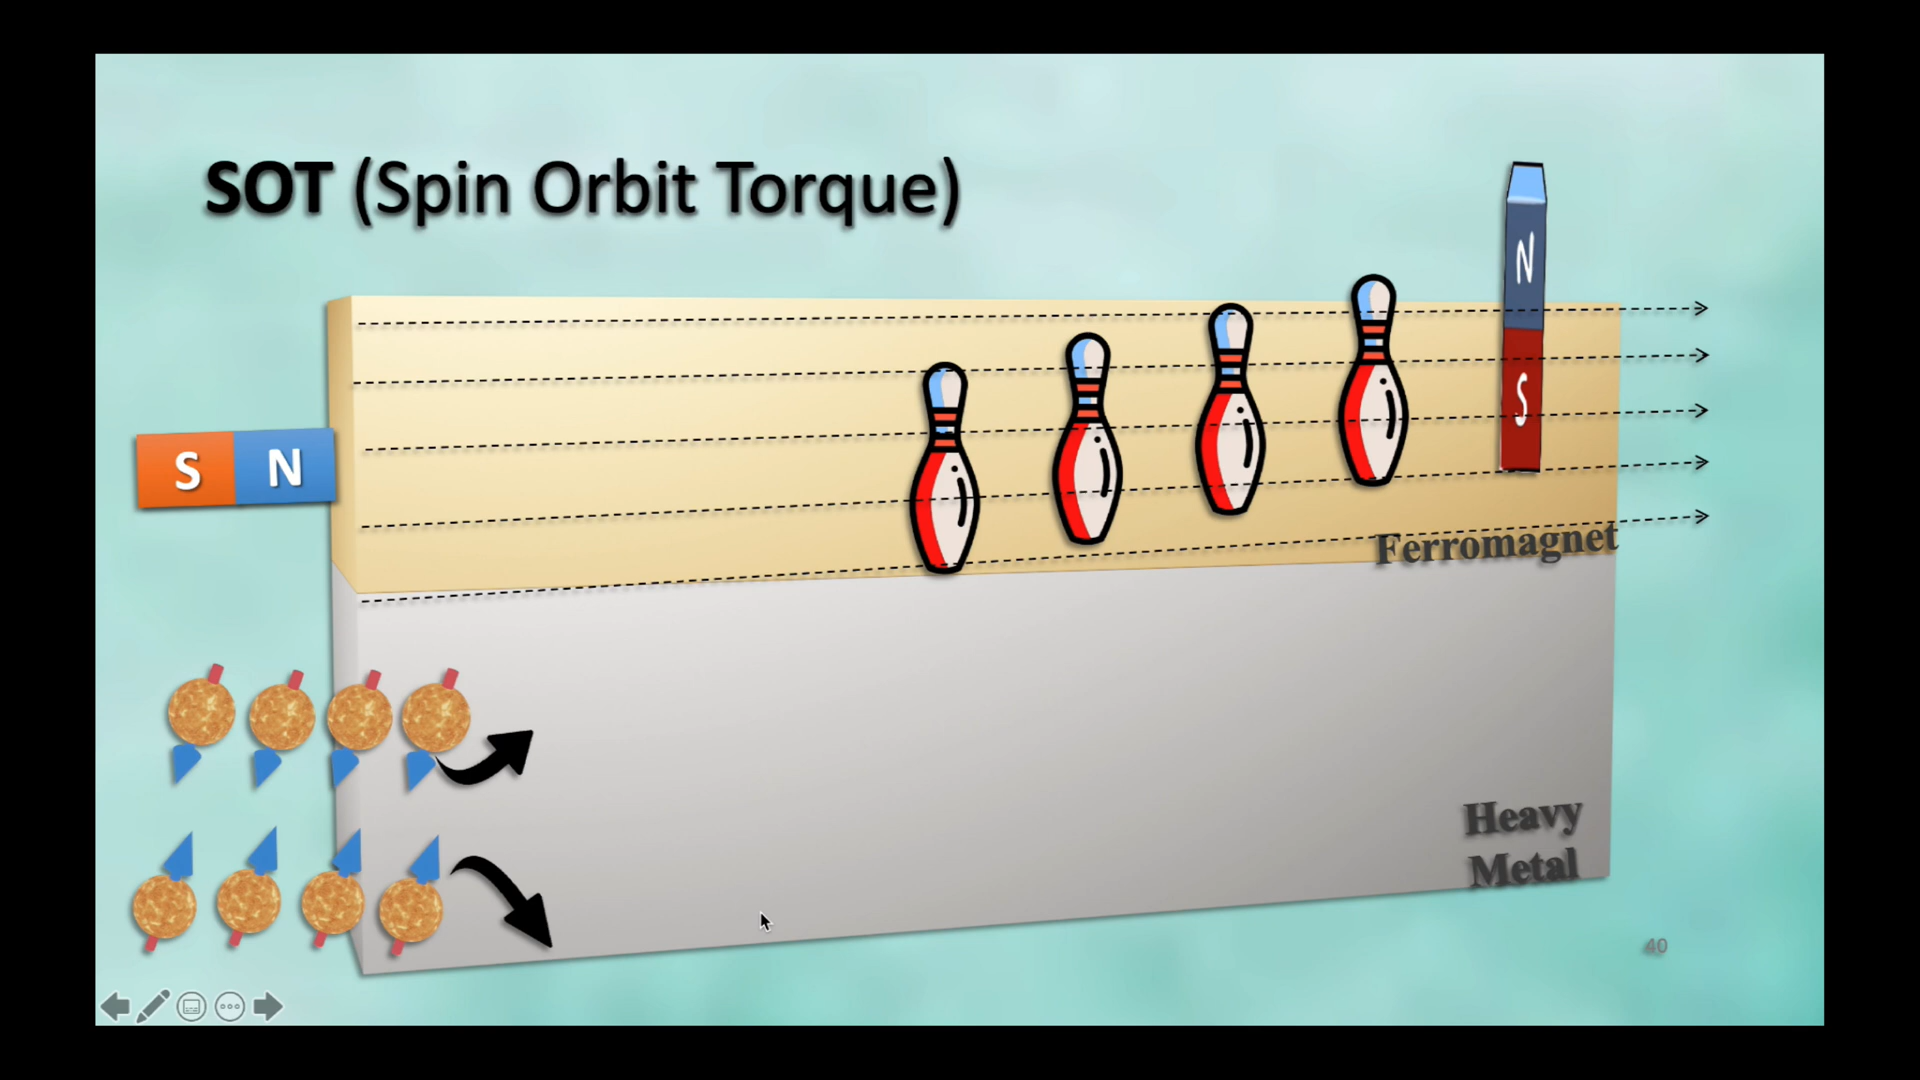 SOT (Spin Orbit Torque)
N
S
S N
Ferromagnet
Heavy
Metal
40